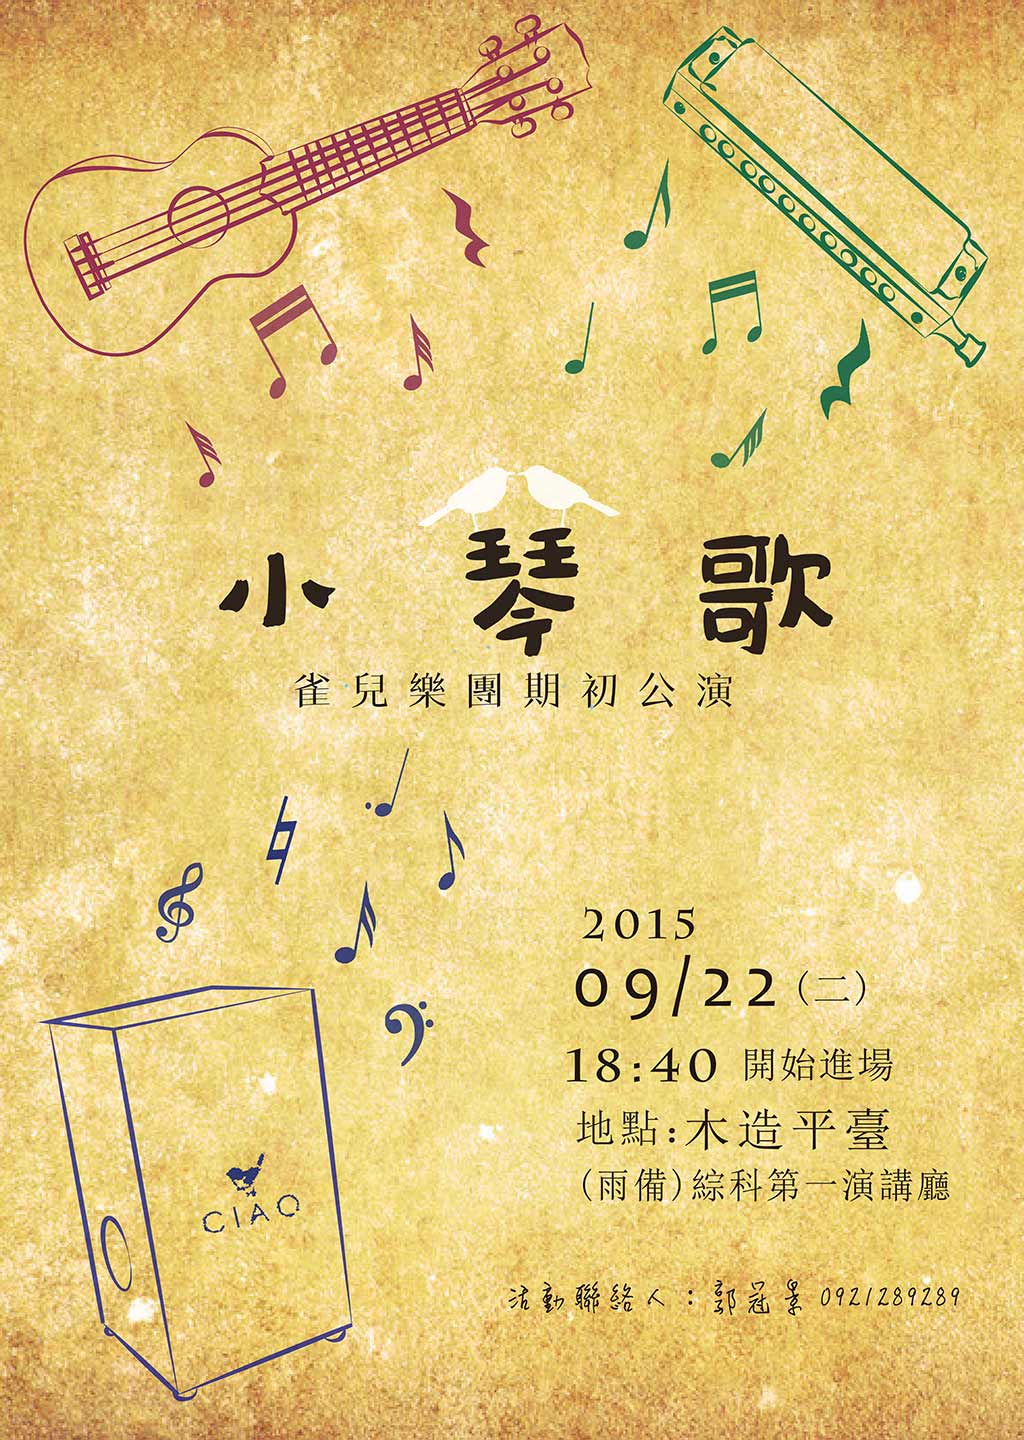 小琴歌
雀兒樂團期初公演
2015
09/22(二)
18:40 開始進場
地點:木造平臺
(雨備)綜科第一演講廳
CIAO
活動聯絡人:郭冠景 0921289289